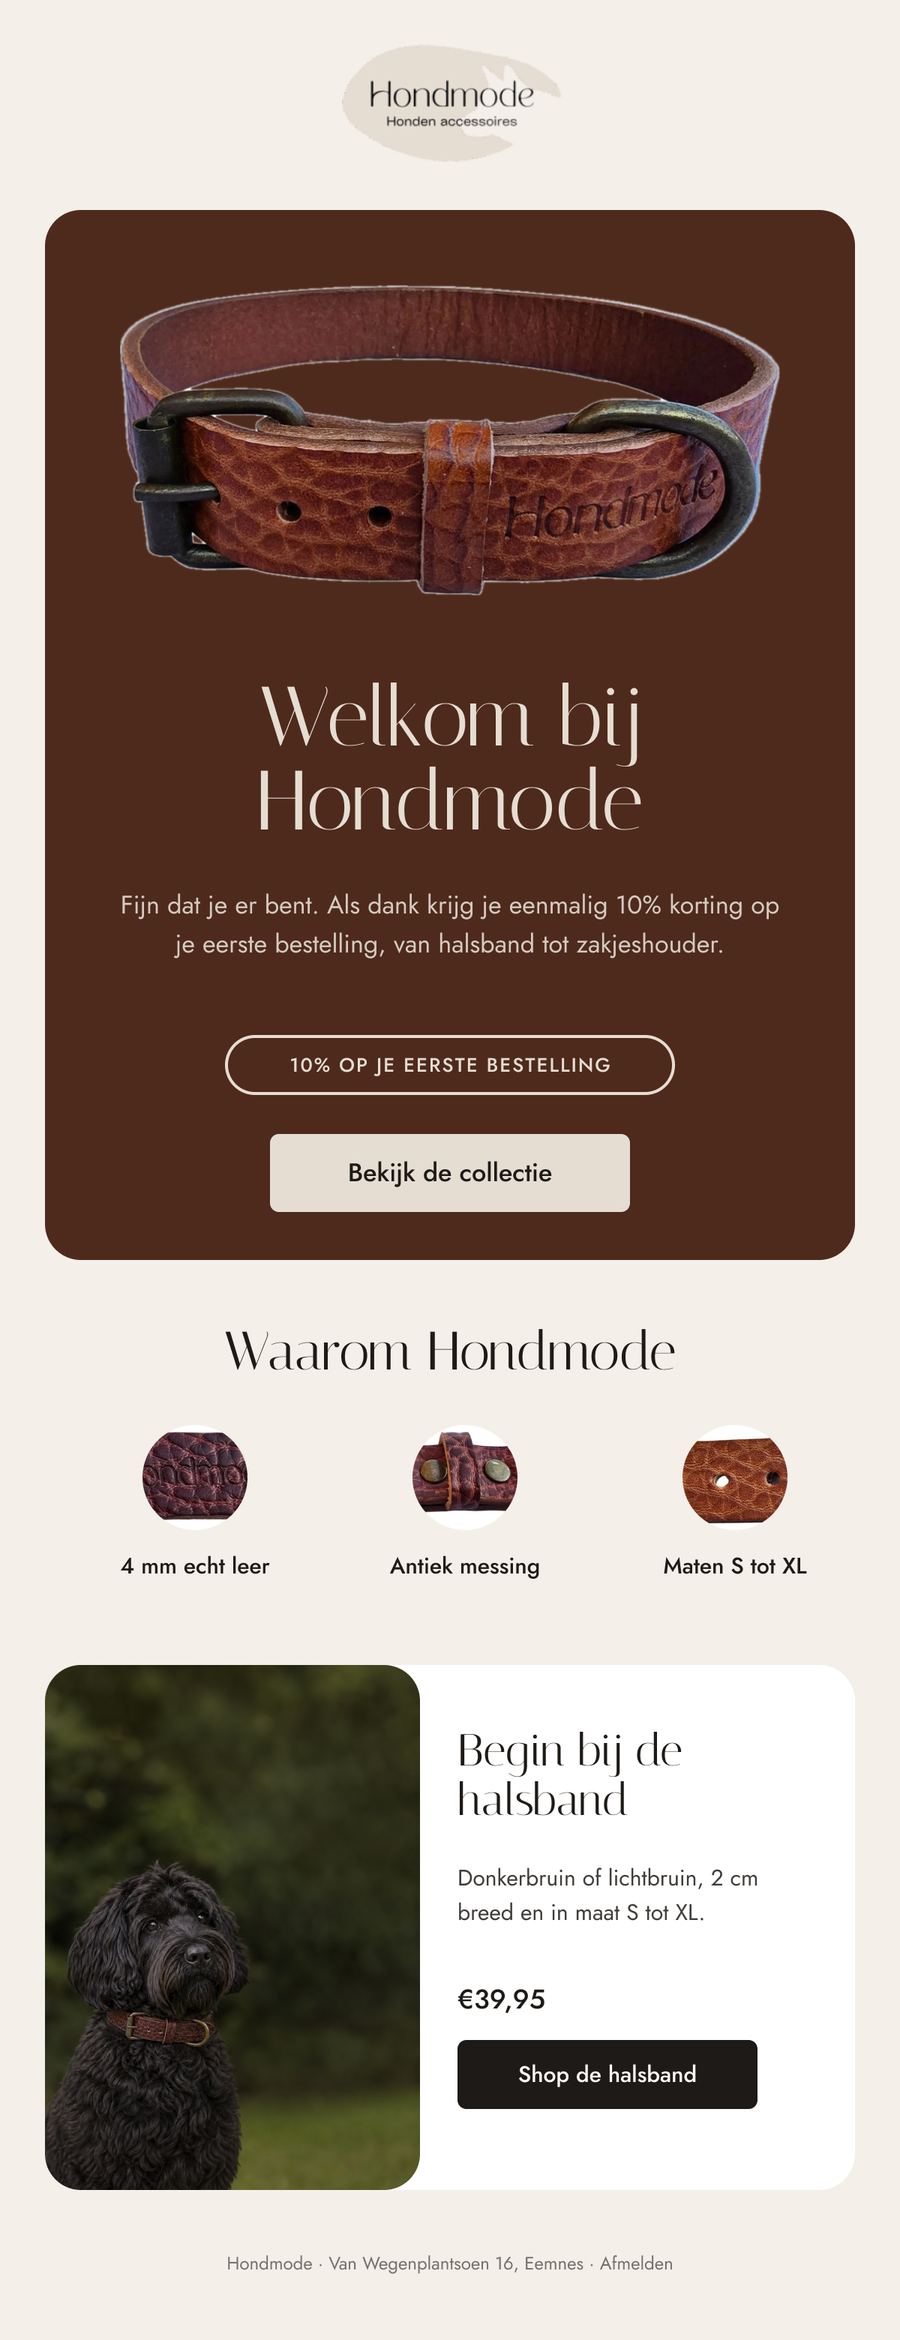 Hondmode
Honden accessoires
Hondmode
Welkom bij
Hondmode
Fijn dat je er bent. Als dank krijg je eenmalig 10% korting op
je eerste bestelling, van halsband tot zakjeshouder.
10% OP JE EERSTE BESTELLING
Bekijk de collectie
Waarom Hondmode
ondmo
4 mm echt leer
Antiek messing
Maten S tot XL
Begin bij de
halsband
Donkerbruin of lichtbruin, 2 cm
breed en in maat S tot XL.
€39,95
Shop de halsband
Hondmode · Van Wegenplantsoen 16, Eemnes · Afmelden